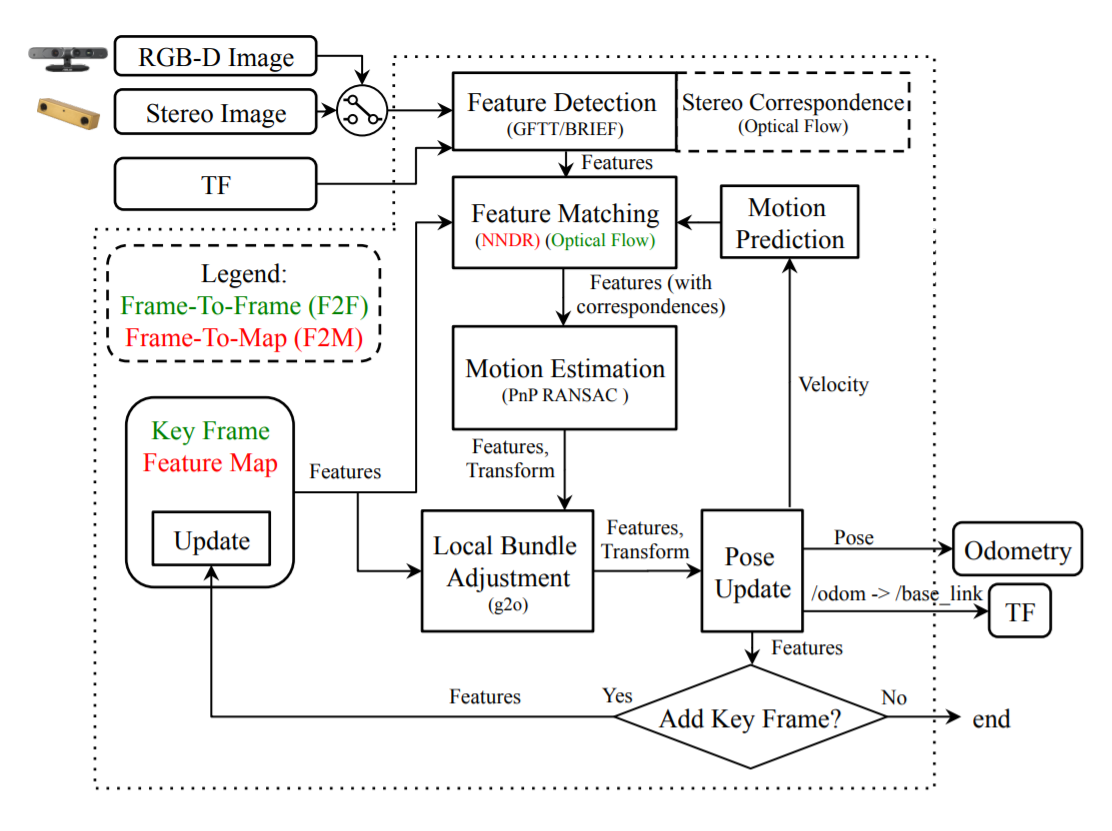 RGB-D Image
Stereo Image
TF
Feature Detection
(GFTT/BRIEF)
Stereo Correspondence
(Optical Flow)
Features
Feature Matching
(NNDR) (Optical Flow)
Motion
Prediction
Legend:
Frame-To-Frame (F2F)
Frame-To-Map (F2M)
Features (with
correspondences)
Motion Estimation
(PnP RANSAC )
Velocity
Key Frame
Feature Map
Update
Features
Features,
Transform
Local Bundle
Adjustment
(g2o)
Features,
Transform
Pose
Update
Pose
Odometry
/odom -> /base_link
TF
Features
Add Key Frame?
Yes
Features
No
end